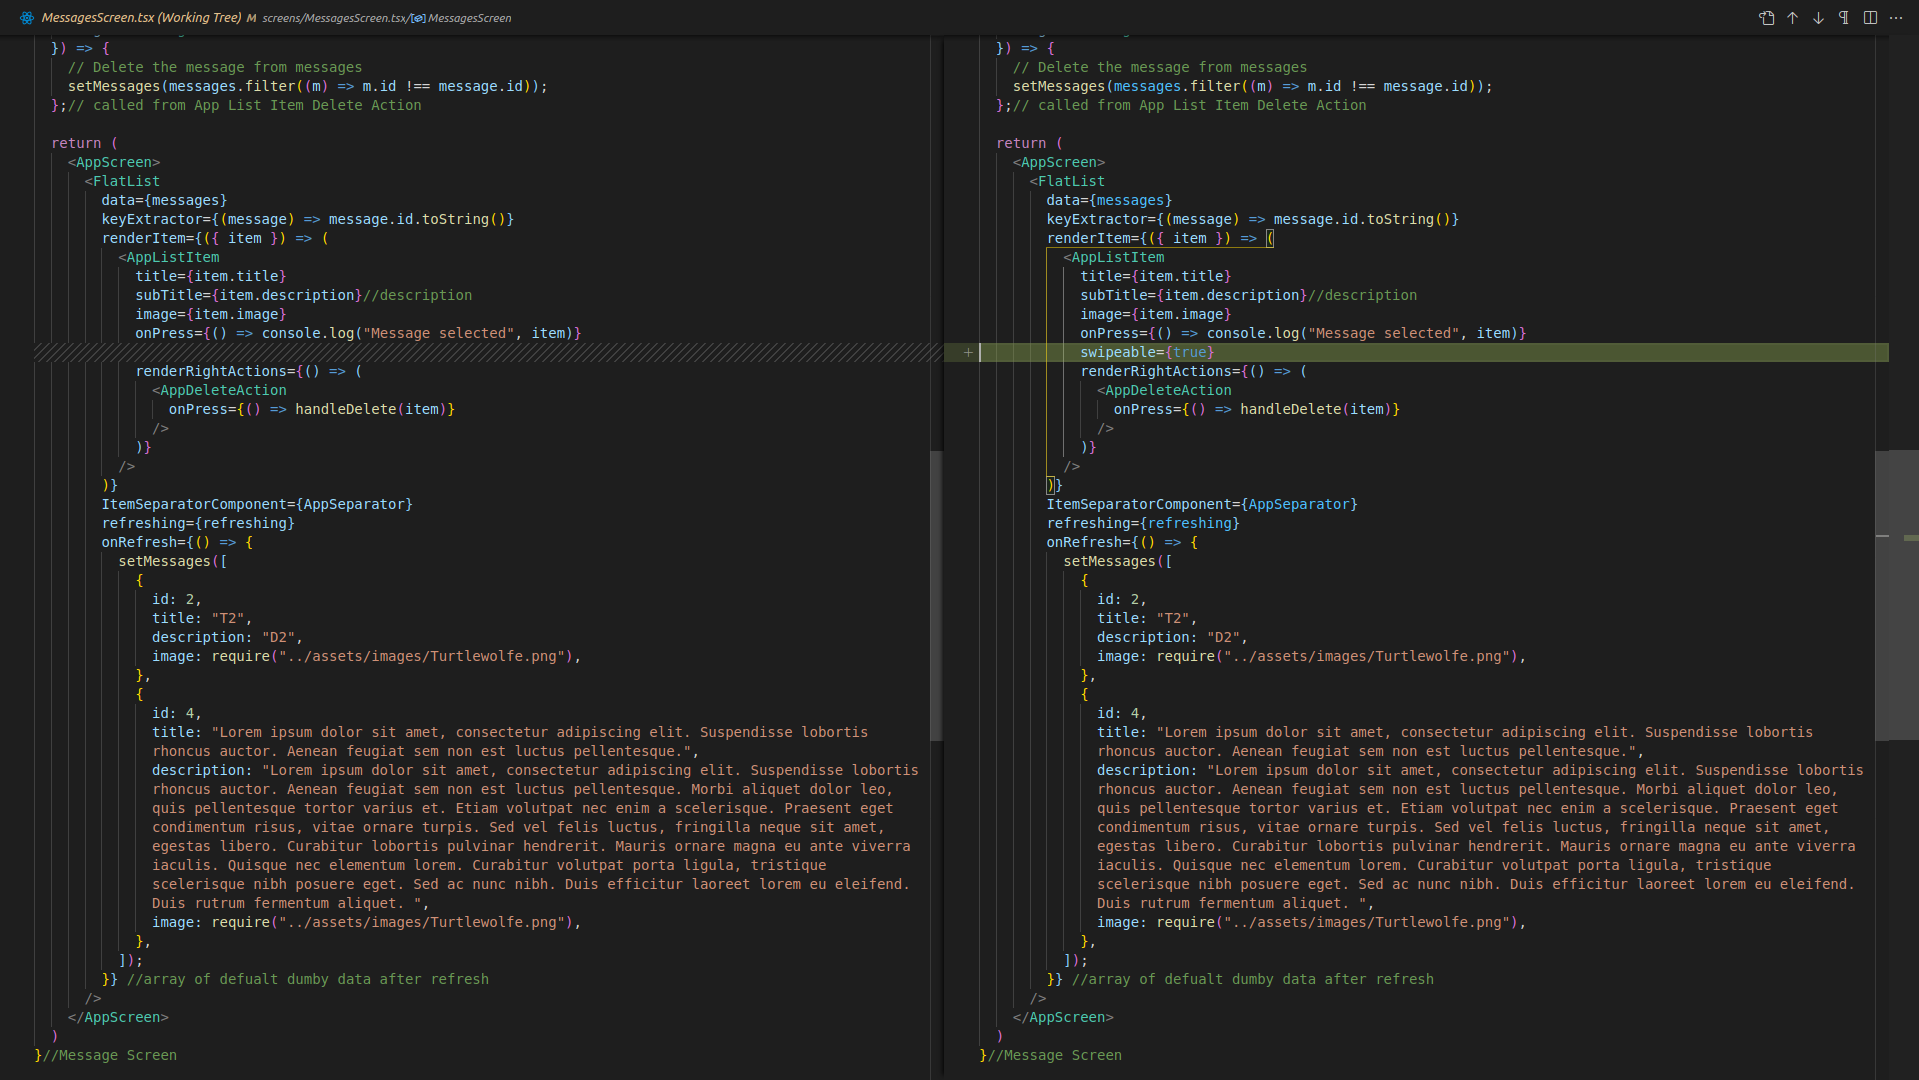 MessagesScreen.tsx (Working Tree) M screens/MessagesScreen.tsx/ MessagesScreen
}) => {
// Delete the message from messages
setMessages(messages.filter((m) => m.id !== message.id));
};// called from App List Item Delete Action
return (
<AppScreen>
<FlatList
data={messages}
keyExtractor={(message) => message.id.toString()}
renderItem={({ item }) => (
<AppListItem
title={item.title}
subTitle={item.description}//description
image={item.image}
onPress={() => console.log("Message selected", item)}
renderRightActions={() => (
<AppDeleteAction
onPress={() => handleDelete(item)}
/>
)}
/>
)}
ItemSeparatorComponent={AppSeparator}
refreshing={refreshing}
onRefresh={() => {
setMessages([
{
id: 2,
title: "T2",
description: "D2",
image: require("../assets/images/Turtlewolfe.png"),
},
{
id: 4,
title: "Lorem ipsum dolor sit amet, consectetur adipiscing elit. Suspendisse lobortis
rhoncus auctor. Aenean feugiat sem non est luctus pellentesque.",
description: "Lorem ipsum dolor sit amet, consectetur adipiscing elit. Suspendisse lobortis
rhoncus auctor. Aenean feugiat sem non est luctus pellentesque. Morbi aliquet dolor leo,
quis pellentesque tortor varius et. Etiam volutpat nec enim a scelerisque. Praesent eget
condimentum risus, vitae ornare turpis. Sed vel felis luctus, fringilla neque sit amet,
egestas libero. Curabitur lobortis pulvinar hendrerit. Mauris ornare magna eu ante viverra
iaculis. Quisque nec elementum lorem. Curabitur volutpat porta ligula, tristique
scelerisque nibh posuere eget. Sed ac nunc nibh. Duis efficitur laoreet lorem eu eleifend.
Duis rutrum fermentum aliquet. ",
image: require("../assets/images/Turtlewolfe.png"),
},
]);
}} //array of defualt dumby data after refresh
/>
</AppScreen>
)
}//Message Screen
}) => {
// Delete the message from messages
setMessages(messages.filter((m) => m.id !== message.id));
};// called from App List Item Delete Action
return (
<AppScreen>
<FlatList
data={messages}
keyExtractor={(message) => message.id.toString()}
renderItem={({ item }) => (
<AppListItem
title={item.title}
subTitle={item.description}//description
image={item.image}
onPress={() => console.log("Message selected", item)}
+ swipeable={true}
renderRightActions={() => (
<AppDeleteAction
onPress={() => handleDelete(item)}
/>
)}
/>
)}
ItemSeparatorComponent={AppSeparator}
refreshing={refreshing}
onRefresh={() => {
setMessages([
{
id: 2,
title: "T2",
description: "D2",
image: require("../assets/images/Turtlewolfe.png"),
},
{
id: 4,
title: "Lorem ipsum dolor sit amet, consectetur adipiscing elit. Suspendisse lobortis
rhoncus auctor. Aenean feugiat sem non est luctus pellentesque.",
description: "Lorem ipsum dolor sit amet, consectetur adipiscing elit. Suspendisse lobortis
rhoncus auctor. Aenean feugiat sem non est luctus pellentesque. Morbi aliquet dolor leo,
quis pellentesque tortor varius et. Etiam volutpat nec enim a scelerisque. Praesent eget
condimentum risus, vitae ornare turpis. Sed vel felis luctus, fringilla neque sit amet,
egestas libero. Curabitur lobortis pulvinar hendrerit. Mauris ornare magna eu ante viverra
iaculis. Quisque nec elementum lorem. Curabitur volutpat porta ligula, tristique
scelerisque nibh posuere eget. Sed ac nunc nibh. Duis efficitur laoreet lorem eu eleifend.
Duis rutrum fermentum aliquet. ",
image: require("../assets/images/Turtlewolfe.png"),
},
]);
}} //array of defualt dumby data after refresh
/>
</AppScreen>
)
}//Message Screen